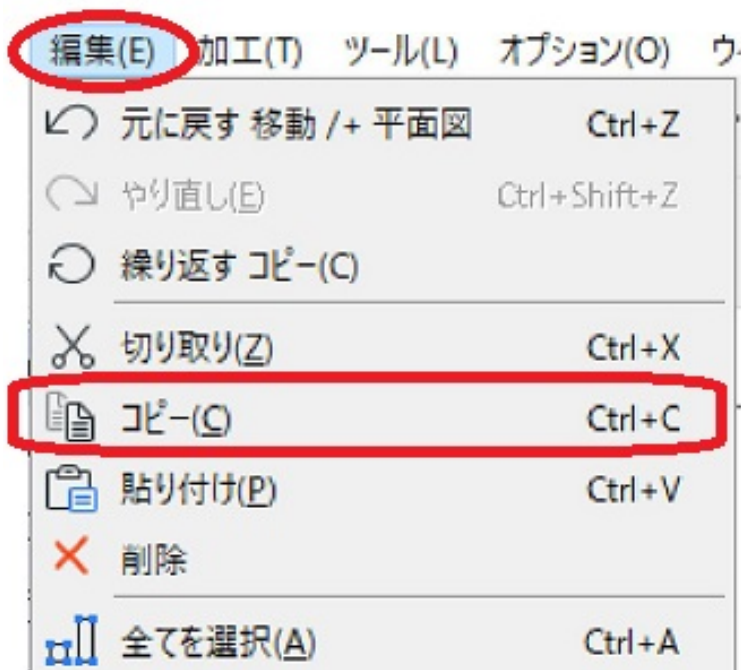 編集(E) 加工(T) ツール(L) オプション(O)
元に戻す 移動 /+ 平面図 Ctrl+Z
やり直し(E) Ctrl+Shift+Z
繰り返す コピー(C)
切り取り(Z) Ctrl+X
コピー(C) Ctrl+C
貼り付け(P) Ctrl+V
削除
全てを選択(A) Ctrl+A